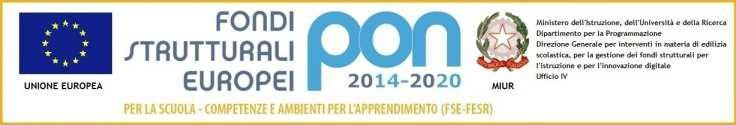 UNIONE EUROPEA
FONDI
STRUTTURALI
EUROPEI
pon
2014-2020
MIUR
Ministero dell'Istruzione, dell'Università e della Ricerca
Dipartimento per la Programmazione
Direzione Generale per interventi in materia di edilizia
scolastica, per la gestione dei fondi strutturali per
l'istruzione e per l'innovazione digitale
Ufficio IV
PER LA SCUOLA - COMPETENZE E AMBIENTI PER L'APPRENDIMENTO (FSE-FESR)